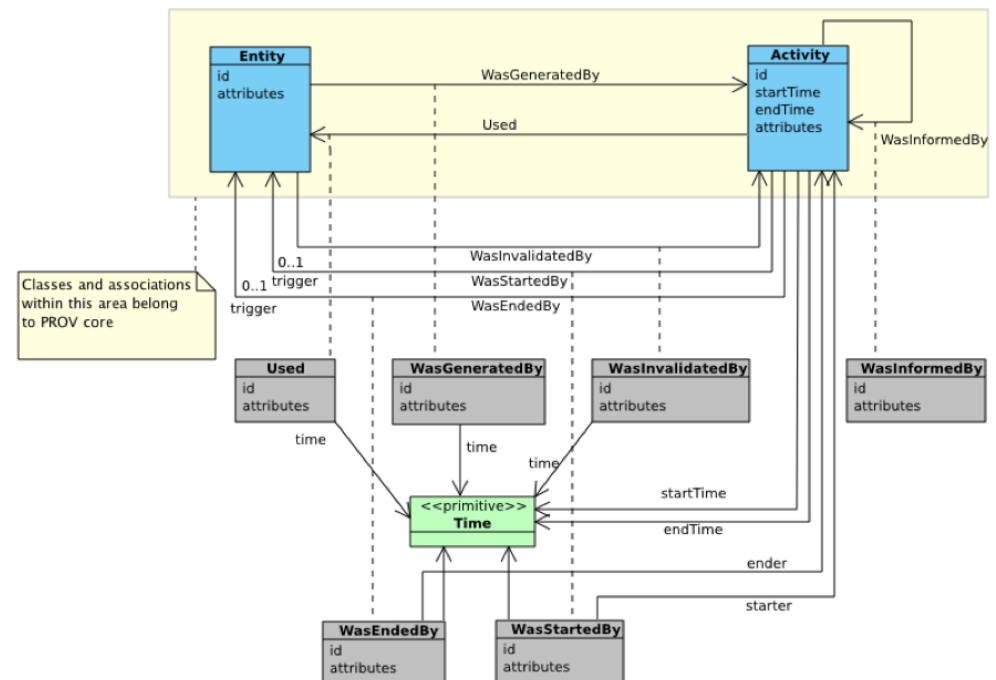 Entity
id
attributes
Activity
id
startTime
endTime
attributes
WasGeneratedBy
Used
WasInformedBy
WasInvalidatedBy
0..1
trigger
WasStartedBy
0..1
trigger
WasEndedBy
Classes and associations
within this area belong
to PROV core
Used
id
attributes
WasGeneratedBy
id
attributes
WasInvalidatedBy
id
attributes
WasInformedBy
id
attributes
time
time
time
startTime
endTime
<<primitive>>
Time
ender
starter
WasEndedBy
id
attributes
WasStartedBy
id
attributes